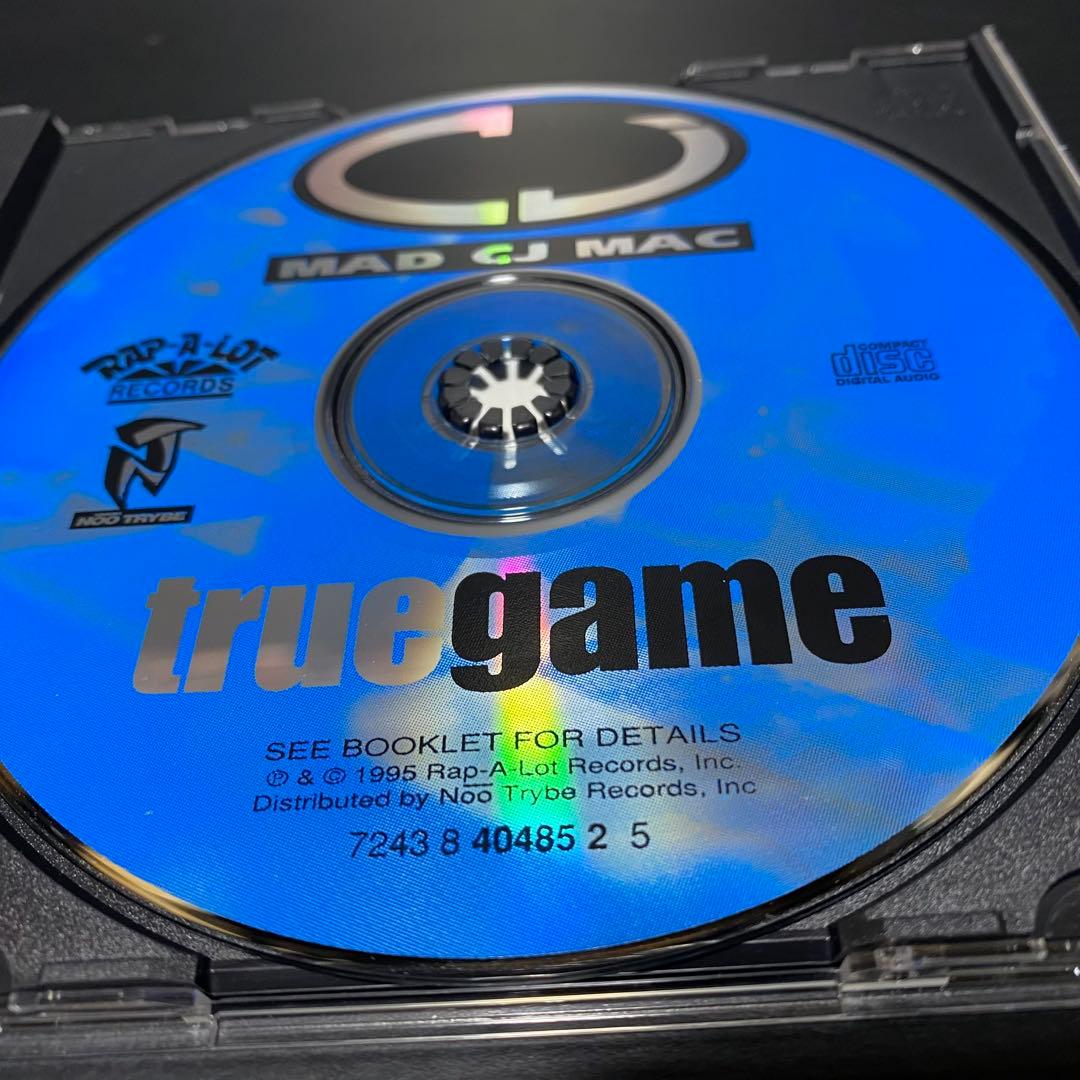 CJ
MAD CJ MAC
RAP-A-LOT
RECORDS
NOO TRYBE
COMPACT
disc
DIGITAL AUDIO
truegame
SEE BOOKLET FOR DETAILS
℗ & © 1995 Rap-A-Lot Records, Inc.
Distributed by Noo Trybe Records, Inc
7243 8 40485 2 5